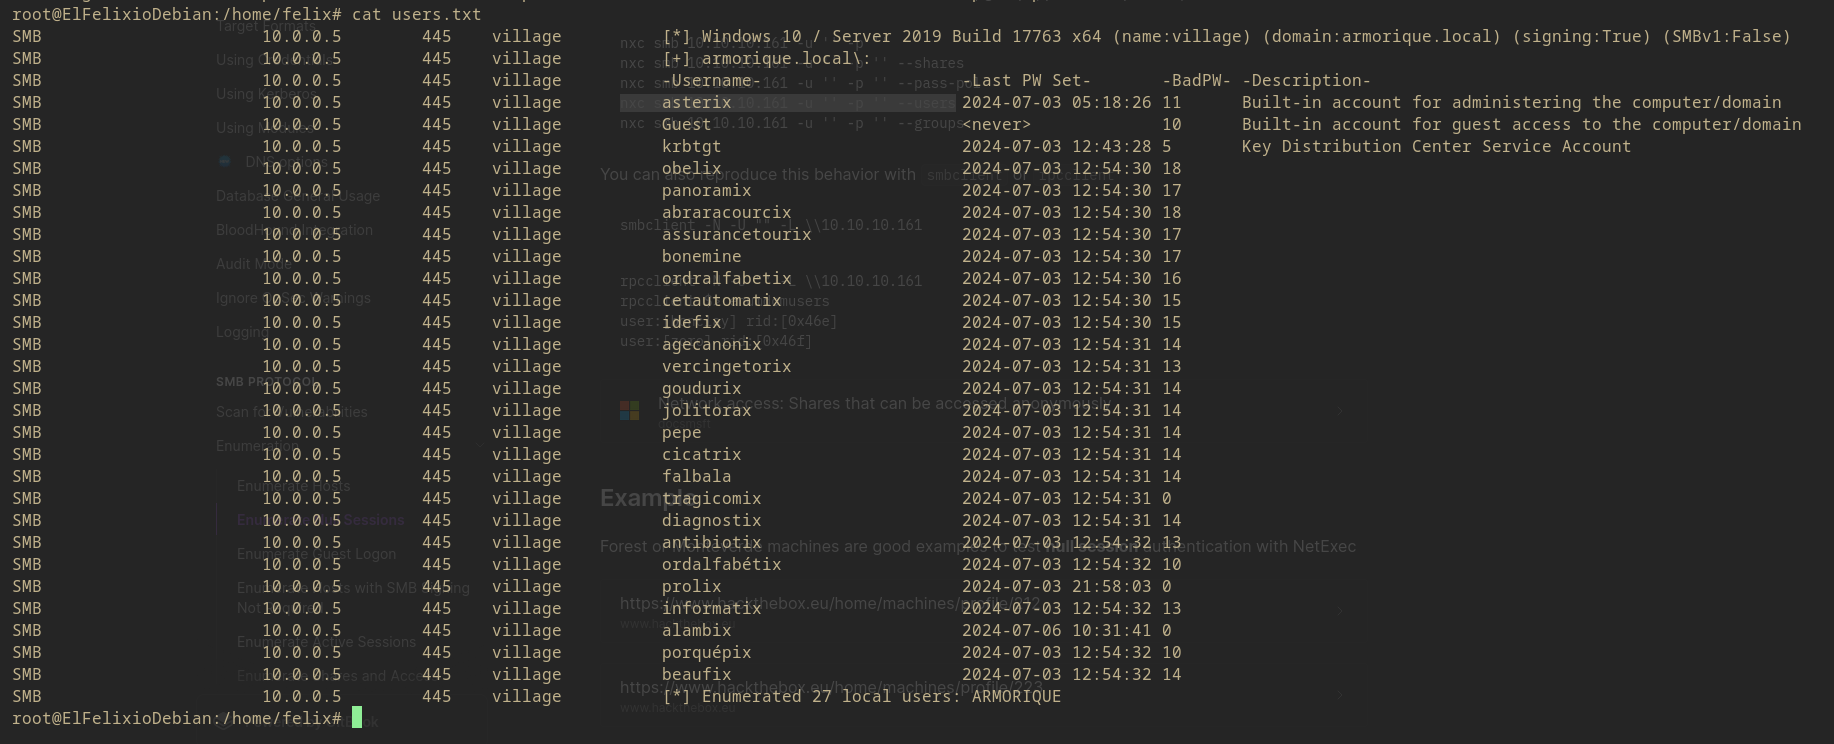 root@ElFelixioDebian:/home/felix# cat users.txt
SMB 10.0.0.5 445 village [*] Windows 10 / Server 2019 Build 17763 x64 (name:village) (domain:armorique.local) (signing:True) (SMBv1:False)
SMB 10.0.0.5 445 village [+] armorique.local\:
SMB 10.0.0.5 445 village -Username- -Last PW Set- -BadPW- -Description-
SMB 10.0.0.5 445 village asterix 2024-07-03 05:18:26 11 Built-in account for administering the computer/domain
SMB 10.0.0.5 445 village Guest <never> 10 Built-in account for guest access to the computer/domain
SMB 10.0.0.5 445 village krbtgt 2024-07-03 12:43:28 5 Key Distribution Center Service Account
SMB 10.0.0.5 445 village obelix 2024-07-03 12:54:30 18
SMB 10.0.0.5 445 village panoramix 2024-07-03 12:54:30 17
SMB 10.0.0.5 445 village abraracourcix 2024-07-03 12:54:30 18
SMB 10.0.0.5 445 village assurancetourix 2024-07-03 12:54:30 17
SMB 10.0.0.5 445 village bonemine 2024-07-03 12:54:30 17
SMB 10.0.0.5 445 village ordralfabetix 2024-07-03 12:54:30 16
SMB 10.0.0.5 445 village cetautomatix 2024-07-03 12:54:30 15
SMB 10.0.0.5 445 village idefix 2024-07-03 12:54:30 15
SMB 10.0.0.5 445 village agecanonix 2024-07-03 12:54:31 14
SMB 10.0.0.5 445 village vercingetorix 2024-07-03 12:54:31 13
SMB 10.0.0.5 445 village goudurix 2024-07-03 12:54:31 14
SMB 10.0.0.5 445 village jolitorax 2024-07-03 12:54:31 14
SMB 10.0.0.5 445 village pepe 2024-07-03 12:54:31 14
SMB 10.0.0.5 445 village cicatrix 2024-07-03 12:54:31 14
SMB 10.0.0.5 445 village falbala 2024-07-03 12:54:31 14
SMB 10.0.0.5 445 village tragicomix 2024-07-03 12:54:31 0
SMB 10.0.0.5 445 village diagnostix 2024-07-03 12:54:31 14
SMB 10.0.0.5 445 village antibiotix 2024-07-03 12:54:32 13
SMB 10.0.0.5 445 village ordalfabétix 2024-07-03 12:54:32 10
SMB 10.0.0.5 445 village prolix 2024-07-03 21:58:03 0
SMB 10.0.0.5 445 village informatix 2024-07-03 12:54:32 13
SMB 10.0.0.5 445 village alambix 2024-07-06 10:31:41 0
SMB 10.0.0.5 445 village porquépix 2024-07-03 12:54:32 10
SMB 10.0.0.5 445 village beaufix 2024-07-03 12:54:32 14
SMB 10.0.0.5 445 village [*] Enumerated 27 local users: ARMORIQUE
root@ElFelixioDebian:/home/felix#